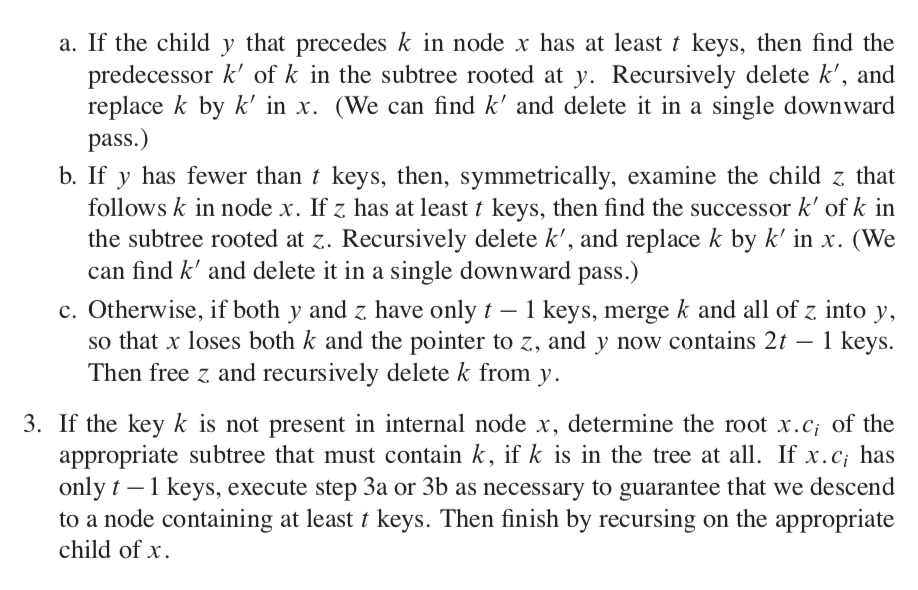 a. If the child y that precedes k in node x has at least t keys, then find the
predecessor k′ of k in the subtree rooted at y. Recursively delete k′, and
replace k by k′ in x. (We can find k′ and delete it in a single downward
pass.)
b. If y has fewer than t keys, then, symmetrically, examine the child z that
follows k in node x. If z has at least t keys, then find the successor k′ of k in
the subtree rooted at z. Recursively delete k′, and replace k by k′ in x. (We
can find k′ and delete it in a single downward pass.)
c. Otherwise, if both y and z have only t − 1 keys, merge k and all of z into y,
so that x loses both k and the pointer to z, and y now contains 2t − 1 keys.
Then free z and recursively delete k from y.
3. If the key k is not present in internal node x, determine the root x.cᵢ of the
appropriate subtree that must contain k, if k is in the tree at all. If x.cᵢ has
only t − 1 keys, execute step 3a or 3b as necessary to guarantee that we descend
to a node containing at least t keys. Then finish by recursing on the appropriate
child of x.